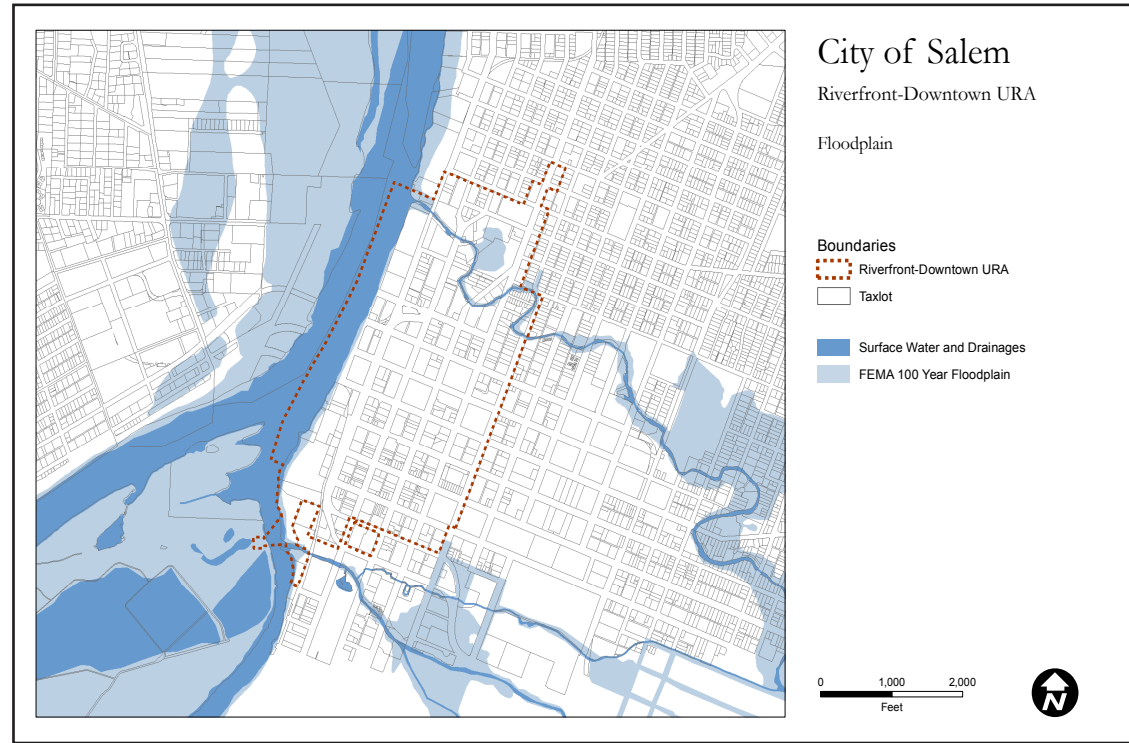 City of Salem
Riverfront-Downtown URA
Floodplain
Boundaries
Riverfront-Downtown URA
Taxlot
Surface Water and Drainages
FEMA 100 Year Floodplain
0 1,000 2,000
Feet
N